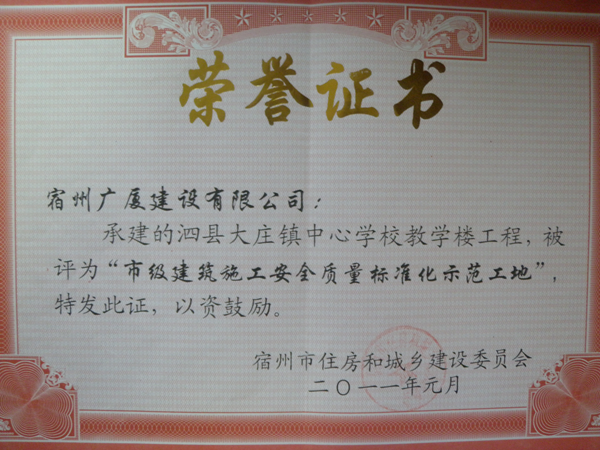 荣誉证书
宿州广厦建设有限公司：
承建的泗县大庄镇中心学校教学楼工程，被
评为“市级建筑施工安全质量标准化示范工地”，
特发此证，以资鼓励。
宿州市住房和城乡建设委员会
二〇一一年元月